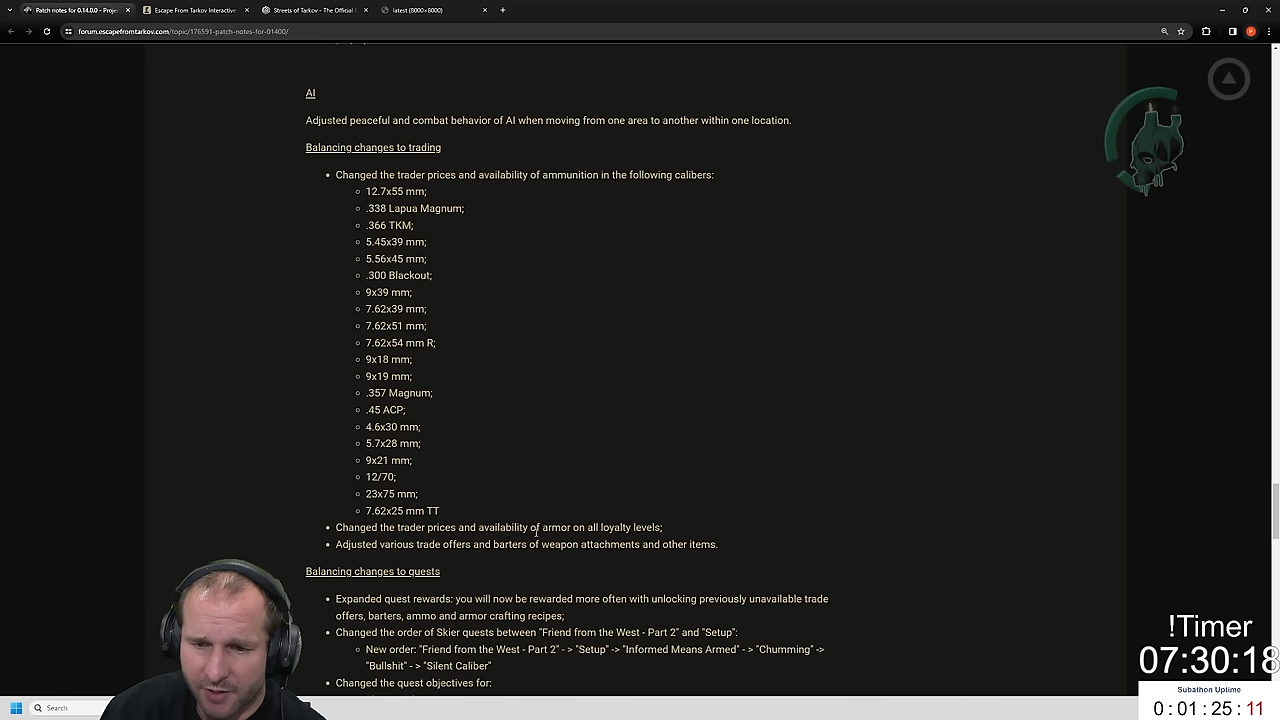 Patch notes for 0.14.0.0 - Proje
Escape From Tarkov Interactive
Streets of Tarkov - The Official
latest (8000×8000)
forum.escapefromtarkov.com/topic/176591-patch-notes-for-01400/
AI
Adjusted peaceful and combat behavior of AI when moving from one area to another within one location.
Balancing changes to trading
Changed the trader prices and availability of ammunition in the following calibers:
12.7x55 mm;
.338 Lapua Magnum;
.366 TKM;
5.45x39 mm;
5.56x45 mm;
.300 Blackout;
9x39 mm;
7.62x39 mm;
7.62x51 mm;
7.62x54 mm R;
9x18 mm;
9x19 mm;
.357 Magnum;
.45 ACP;
4.6x30 mm;
5.7x28 mm;
9x21 mm;
12/70;
23x75 mm;
7.62x25 mm TT
Changed the trader prices and availability of armor on all loyalty levels;
Adjusted various trade offers and barters of weapon attachments and other items.
Balancing changes to quests
Expanded quest rewards: you will now be rewarded more often with unlocking previously unavailable trade
offers, barters, ammo and armor crafting recipes;
Changed the order of Skier quests between "Friend from the West - Part 2" and "Setup":
New order: "Friend from the West - Part 2" - > "Setup" -> "Informed Means Armed" - > "Chumming" ->
"Bullshit" - > "Silent Caliber"
Changed the quest objectives for:
!Timer
07:30:18
Subathon Uptime
0:01:25:11
Search